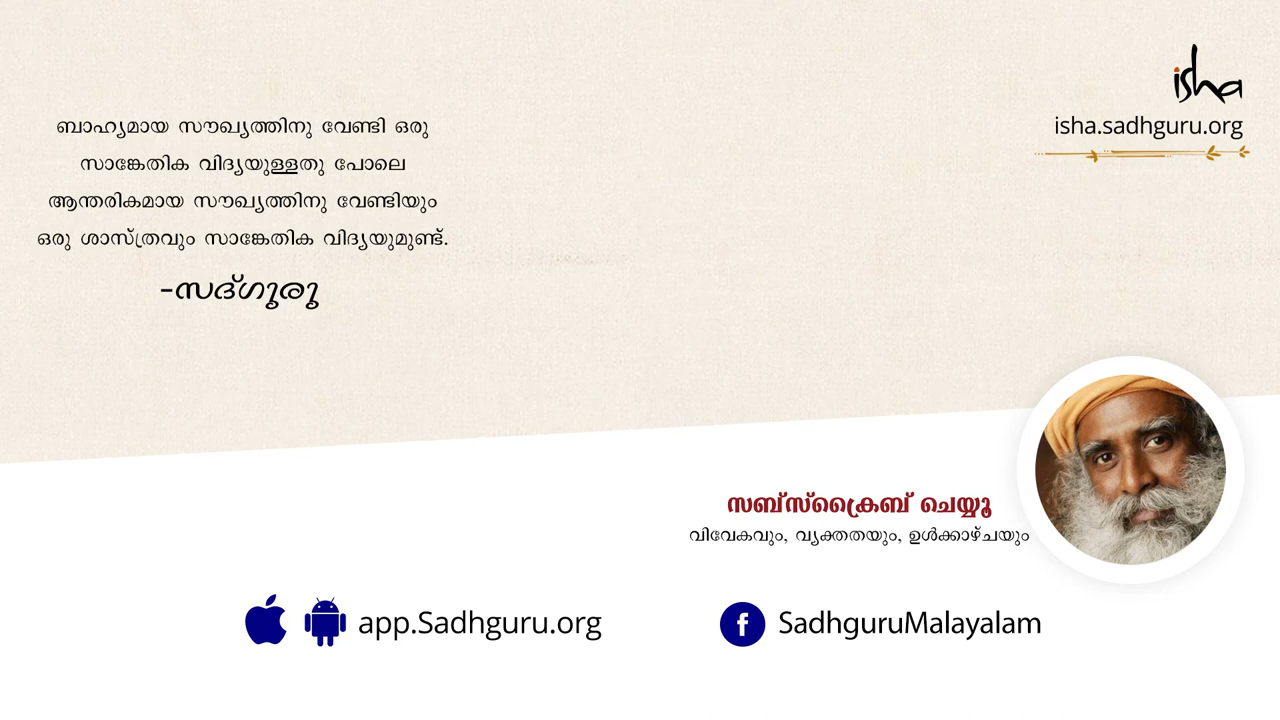 ബാഹ്യമായ സൗഖ്യത്തിനു വേണ്ടി ഒരു
സാങ്കേതിക വിദ്യയുള്ളതു പോലെ
ആന്തരികമായ സൗഖ്യത്തിനു വേണ്ടിയും
ഒരു ശാസ്ത്രവും സാങ്കേതിക വിദ്യയുമുണ്ട്.
-സദ്ഗുരു
isha
isha.sadhguru.org
സബ്സ്ക്രൈബ് ചെയ്യൂ
വിവേകവും, വ്യക്തതയും, ഉൾക്കാഴ്ചയും
app.Sadhguru.org
SadhguruMalayalam